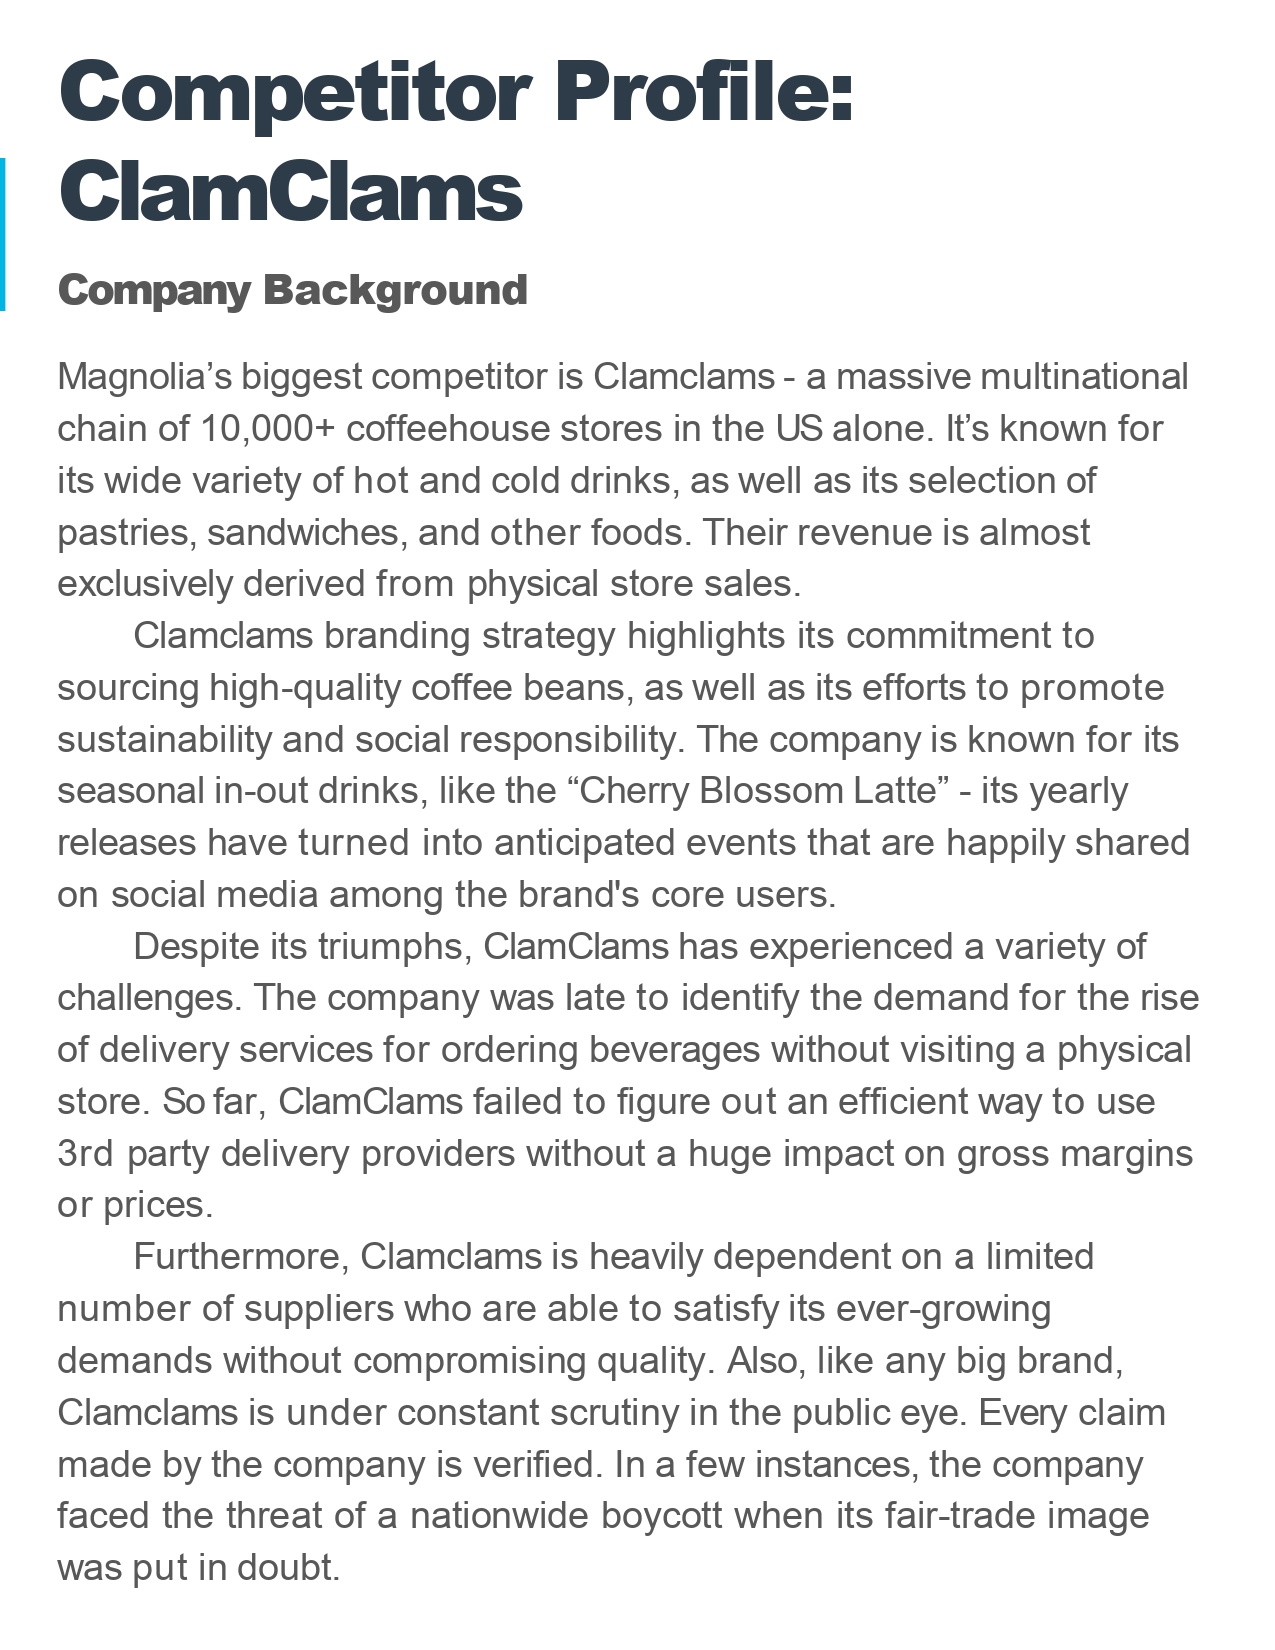 Competitor Profile:
ClamClams
Company Background
Magnolia’s biggest competitor is Clamclams - a massive multinational
chain of 10,000+ coffeehouse stores in the US alone. It’s known for
its wide variety of hot and cold drinks, as well as its selection of
pastries, sandwiches, and other foods. Their revenue is almost
exclusively derived from physical store sales.
Clamclams branding strategy highlights its commitment to
sourcing high-quality coffee beans, as well as its efforts to promote
sustainability and social responsibility. The company is known for its
seasonal in-out drinks, like the “Cherry Blossom Latte” - its yearly
releases have turned into anticipated events that are happily shared
on social media among the brand's core users.
Despite its triumphs, ClamClams has experienced a variety of
challenges. The company was late to identify the demand for the rise
of delivery services for ordering beverages without visiting a physical
store. So far, ClamClams failed to figure out an efficient way to use
3rd party delivery providers without a huge impact on gross margins
or prices.
Furthermore, Clamclams is heavily dependent on a limited
number of suppliers who are able to satisfy its ever-growing
demands without compromising quality. Also, like any big brand,
Clamclams is under constant scrutiny in the public eye. Every claim
made by the company is verified. In a few instances, the company
faced the threat of a nationwide boycott when its fair-trade image
was put in doubt.